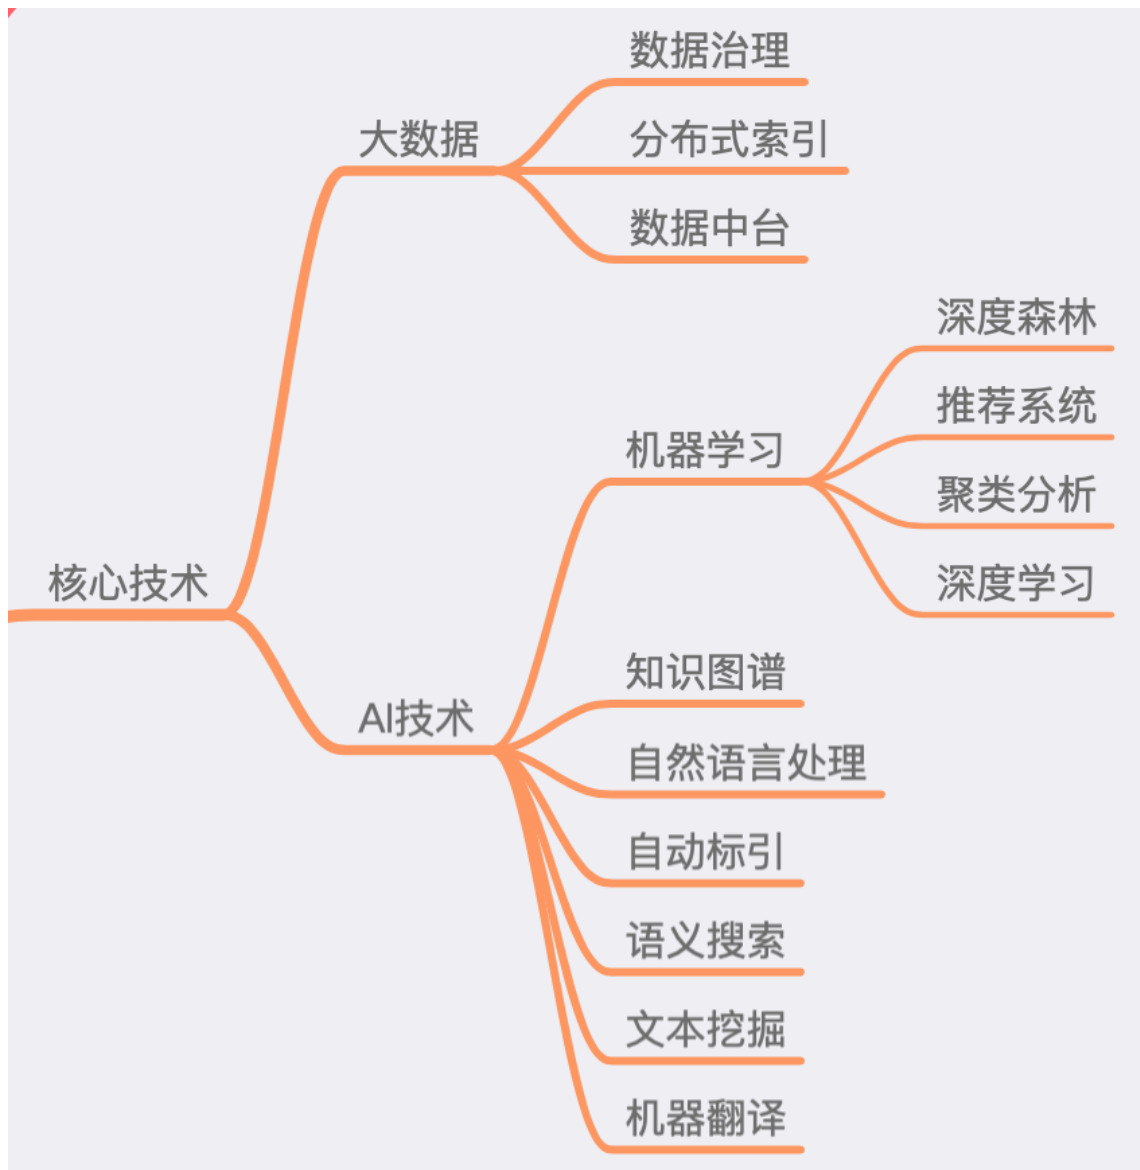 数据治理
大数据
分布式索引
数据中台
深度森林
推荐系统
机器学习
聚类分析
深度学习
核心技术
知识图谱
AI技术
自然语言处理
自动标引
语义搜索
文本挖掘
机器翻译